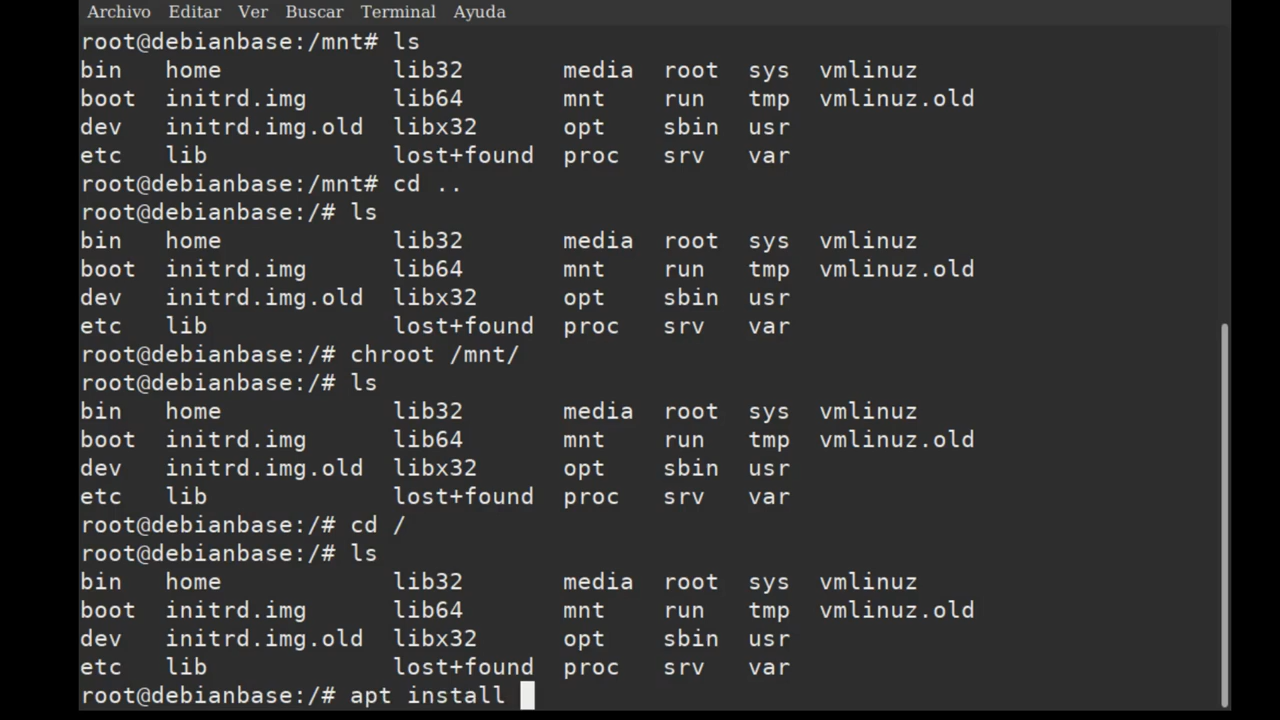 Archivo Editar Ver Buscar Terminal Ayuda
root@debianbase:/mnt# ls
bin home lib32 media root sys vmlinuz
boot initrd.img lib64 mnt run tmp vmlinuz.old
dev initrd.img.old libx32 opt sbin usr
etc lib lost+found proc srv var
root@debianbase:/mnt# cd ..
root@debianbase:/# ls
bin home lib32 media root sys vmlinuz
boot initrd.img lib64 mnt run tmp vmlinuz.old
dev initrd.img.old libx32 opt sbin usr
etc lib lost+found proc srv var
root@debianbase:/# chroot /mnt/
root@debianbase:/# ls
bin home lib32 media root sys vmlinuz
boot initrd.img lib64 mnt run tmp vmlinuz.old
dev initrd.img.old libx32 opt sbin usr
etc lib lost+found proc srv var
root@debianbase:/# cd /
root@debianbase:/# ls
bin home lib32 media root sys vmlinuz
boot initrd.img lib64 mnt run tmp vmlinuz.old
dev initrd.img.old libx32 opt sbin usr
etc lib lost+found proc srv var
root@debianbase:/# apt install